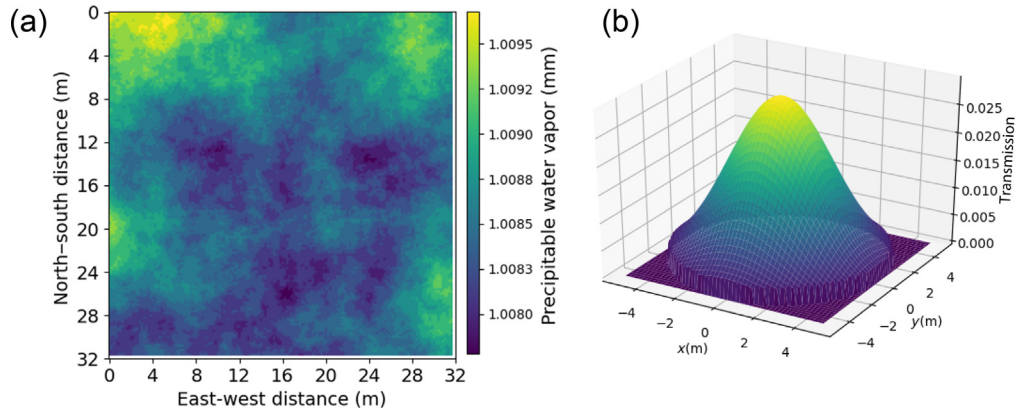 (a)
0
4
8
12
16
20
24
28
32
North–south distance (m)
0 4 8 12 16 20 24 28 32
East-west distance (m)
1.0095
1.0092
1.0090
1.0088
1.0085
1.0083
1.0080
Precipitable water vapor (mm)
(b)
0.025
0.020
0.015
0.010
0.005
0.000
Transmission
−4 −2 0 2 4
x(m)
−4 −2 0 2 4
y(m)